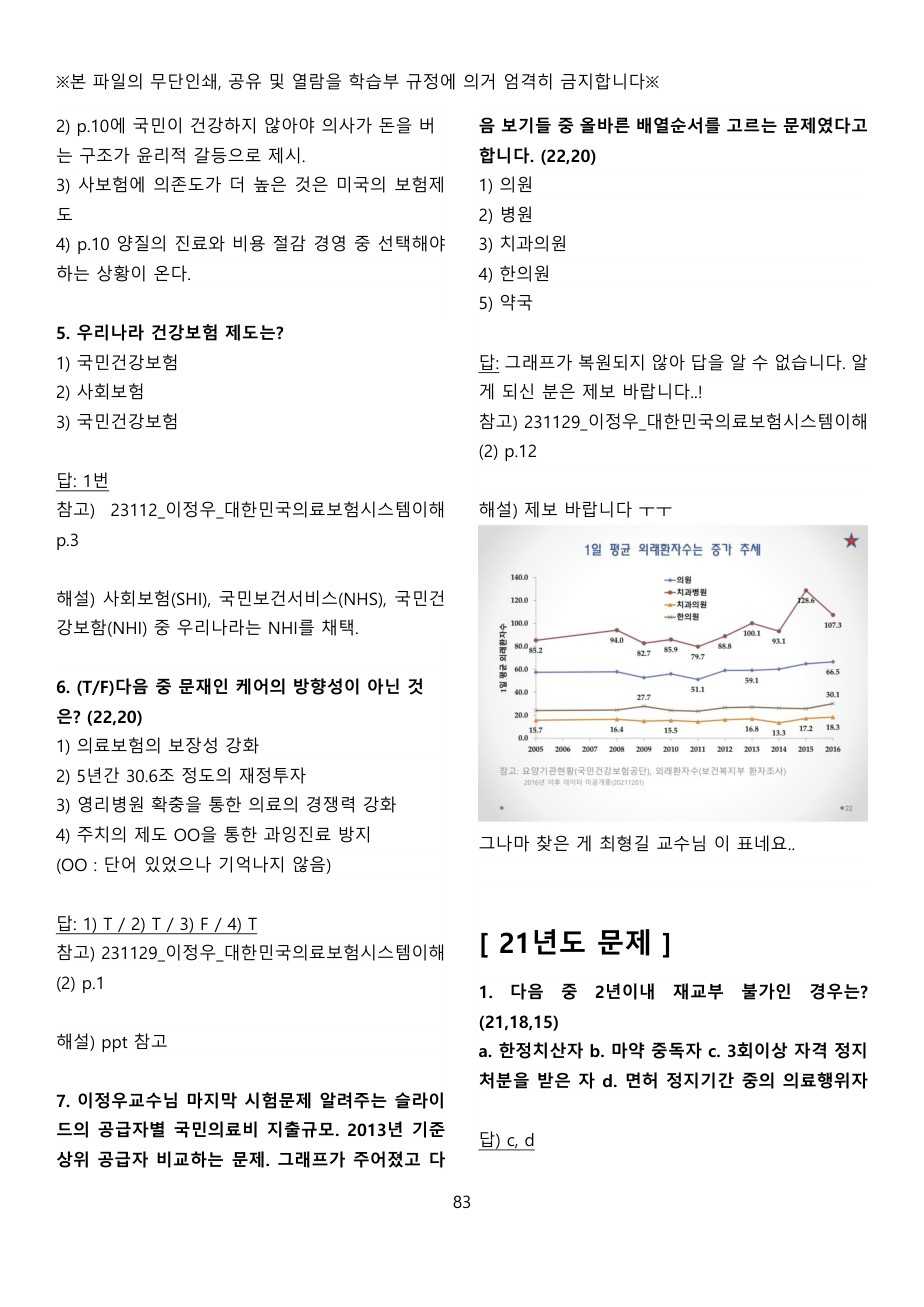 ※본 파일의 무단인쇄, 공유 및 열람을 학습부 규정에 의거 엄격히 금지합니다※
2) p.10에 국민이 건강하지 않아야 의사가 돈을 버
는 구조가 윤리적 갈등으로 제시.
3) 사보험에 의존도가 더 높은 것은 미국의 보험제
도
4) p.10 양질의 진료와 비용 절감 경영 중 선택해야
하는 상황이 온다.
5. 우리나라 건강보험 제도는?
1) 국민건강보험
2) 사회보험
3) 국민건강보험
답: 1번
참고) 23112_이정우_대한민국의료보험시스템이해
p.3
해설) 사회보험(SHI), 국민보건서비스(NHS), 국민건
강보함(NHI) 중 우리나라는 NHI를 채택.
6. (T/F)다음 중 문재인 케어의 방향성이 아닌 것
은? (22,20)
1) 의료보험의 보장성 강화
2) 5년간 30.6조 정도의 재정투자
3) 영리병원 확충을 통한 의료의 경쟁력 강화
4) 주치의 제도 OO을 통한 과잉진료 방지
(OO : 단어 있었으나 기억나지 않음)
답: 1) T / 2) T / 3) F / 4) T
참고) 231129_이정우_대한민국의료보험시스템이해
(2) p.1
해설) ppt 참고
7. 이정우교수님 마지막 시험문제 알려주는 슬라이
드의 공급자별 국민의료비 지출규모. 2013년 기준
상위 공급자 비교하는 문제. 그래프가 주어졌고 다
음 보기들 중 올바른 배열순서를 고르는 문제였다고
합니다. (22,20)
1) 의원
2) 병원
3) 치과의원
4) 한의원
5) 약국
답: 그래프가 복원되지 않아 답을 알 수 없습니다. 알
게 되신 분은 제보 바랍니다..!
참고) 231129_이정우_대한민국의료보험시스템이해
(2) p.12
해설) 제보 바랍니다 ㅜㅜ
1일 평균 외래환자수는 증가 추세
의원
치과병원
치과의원
한의원
1일 평균 외래환자수
140.0
120.0
100.0
80.0
60.0
40.0
20.0
0.0
85.2 94.0 82.7 85.9 79.7 88.8 100.1 93.1 128.6 107.3
51.1 59.1 66.5
27.7 30.1
15.7 16.4 15.5 16.8 13.3 17.2 18.3
2005 2006 2007 2008 2009 2010 2011 2012 2013 2014 2015 2016
참고: 요양기관현황(국민건강보험공단), 외래환자수(보건복지부 환자조사)
2016년 이후 데이터 미공개중(20211201)
22
그나마 찾은 게 최형길 교수님 이 표네요..
[ 21년도 문제 ]
1. 다음 중 2년이내 재교부 불가인 경우는?
(21,18,15)
a. 한정치산자 b. 마약 중독자 c. 3회이상 자격 정지
처분을 받은 자 d. 면허 정지기간 중의 의료행위자
답) c, d
83